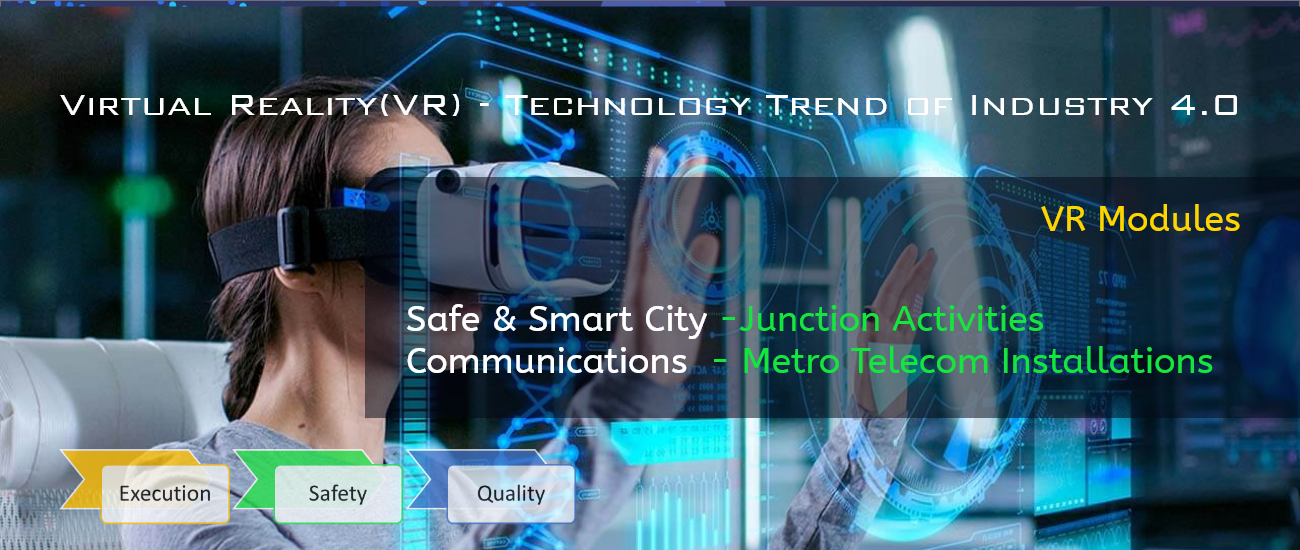 Virtual Reality(VR) - Technology Trend of Industry 4.0
VR Modules
Safe & Smart City -Junction Activities
Communications - Metro Telecom Installations
Execution
Safety
Quality